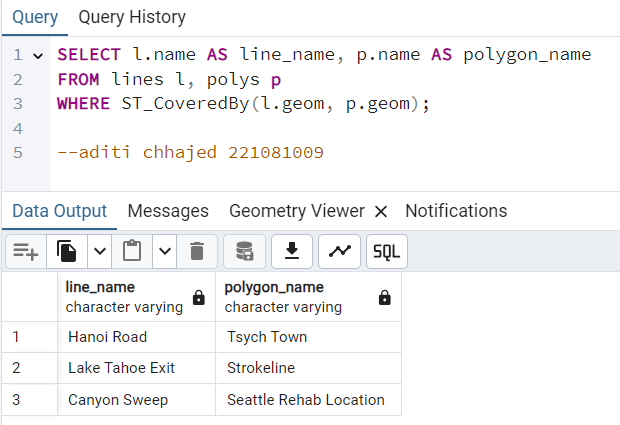 Query Query History
1 SELECT l.name AS line_name, p.name AS polygon_name
2 FROM lines l, polys p
3 WHERE ST_CoveredBy(l.geom, p.geom);
4
5 --aditi chhajed 221081009
Data Output Messages Geometry Viewer Notifications
SQL
line_name polygon_name
character varying character varying
1 Hanoi Road Tsych Town
2 Lake Tahoe Exit Strokeline
3 Canyon Sweep Seattle Rehab Location